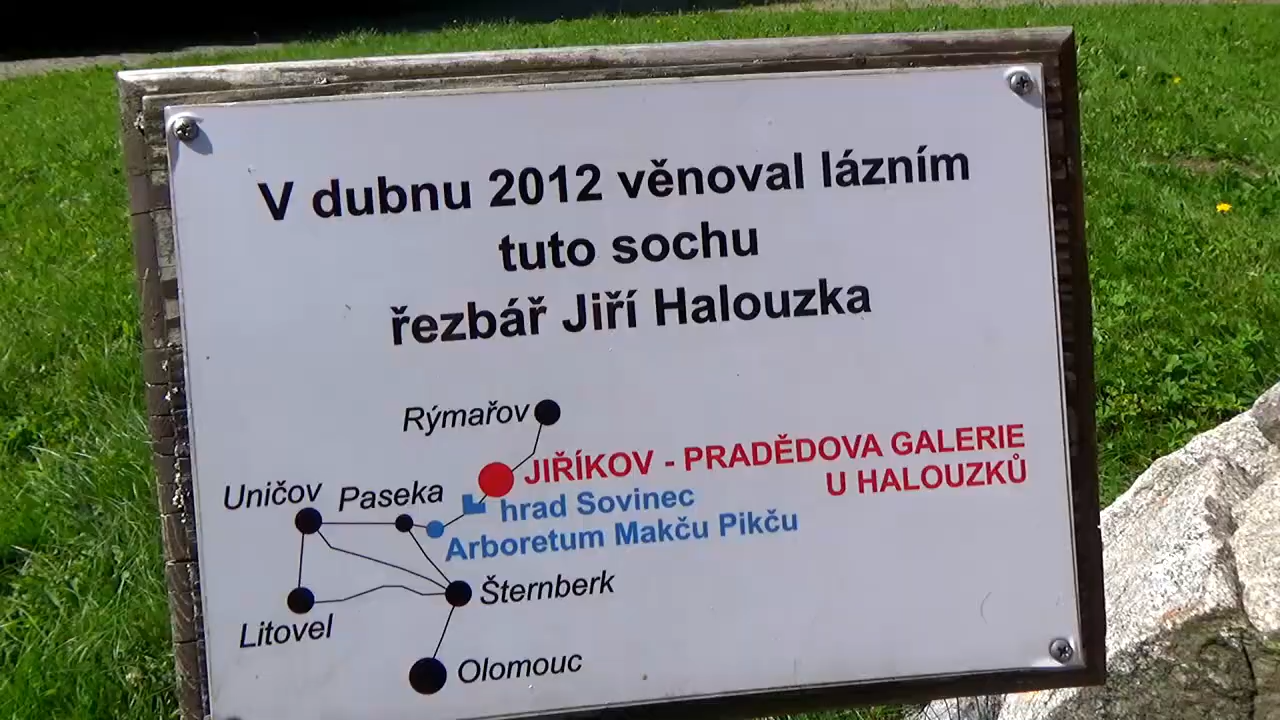 V dubnu 2012 věnoval lázním
tuto sochu
řezbář Jiří Halouzka
Rýmařov
JIŘÍKOV - PRADĚDOVA GALERIE
U HALOUZKŮ
Uničov
Paseka
hrad Sovinec
Arboretum Makču Pikču
Šternberk
Litovel
Olomouc